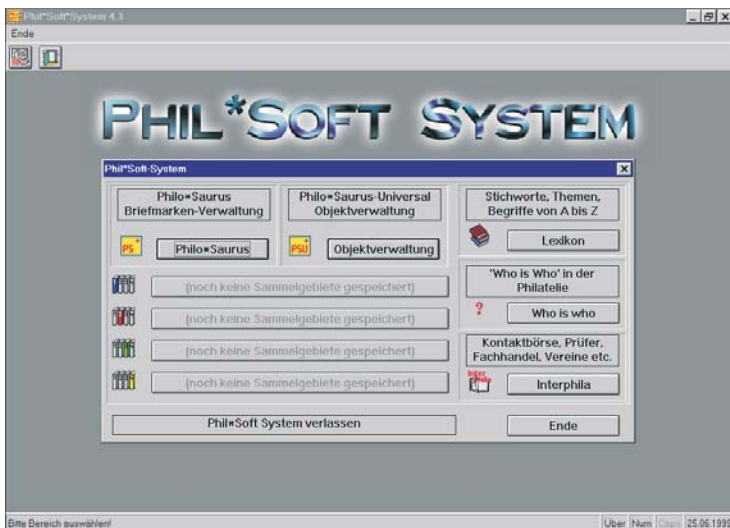 Phil*Soft*System 4.3
Ende
PHIL*SOFT SYSTEM
Phil*Soft-System
Philo*Saurus
Briefmarken-Verwaltung
PS+
Philo*Saurus
Philo*Saurus-Universal
Objektverwaltung
PSU+
Objektverwaltung
(noch keine Sammelgebiete gespeichert)
(noch keine Sammelgebiete gespeichert)
(noch keine Sammelgebiete gespeichert)
(noch keine Sammelgebiete gespeichert)
Stichworte, Themen,
Begriffe von A bis Z
Lexikon
'Who is Who' in der
Philatelie
?
Who is who
Kontaktbörse, Prüfer,
Fachhandel, Vereine etc.
Interphila
Phil*Soft System verlassen
Ende
Bitte Bereich auswählen!
Über Num Caps 25.06.1999